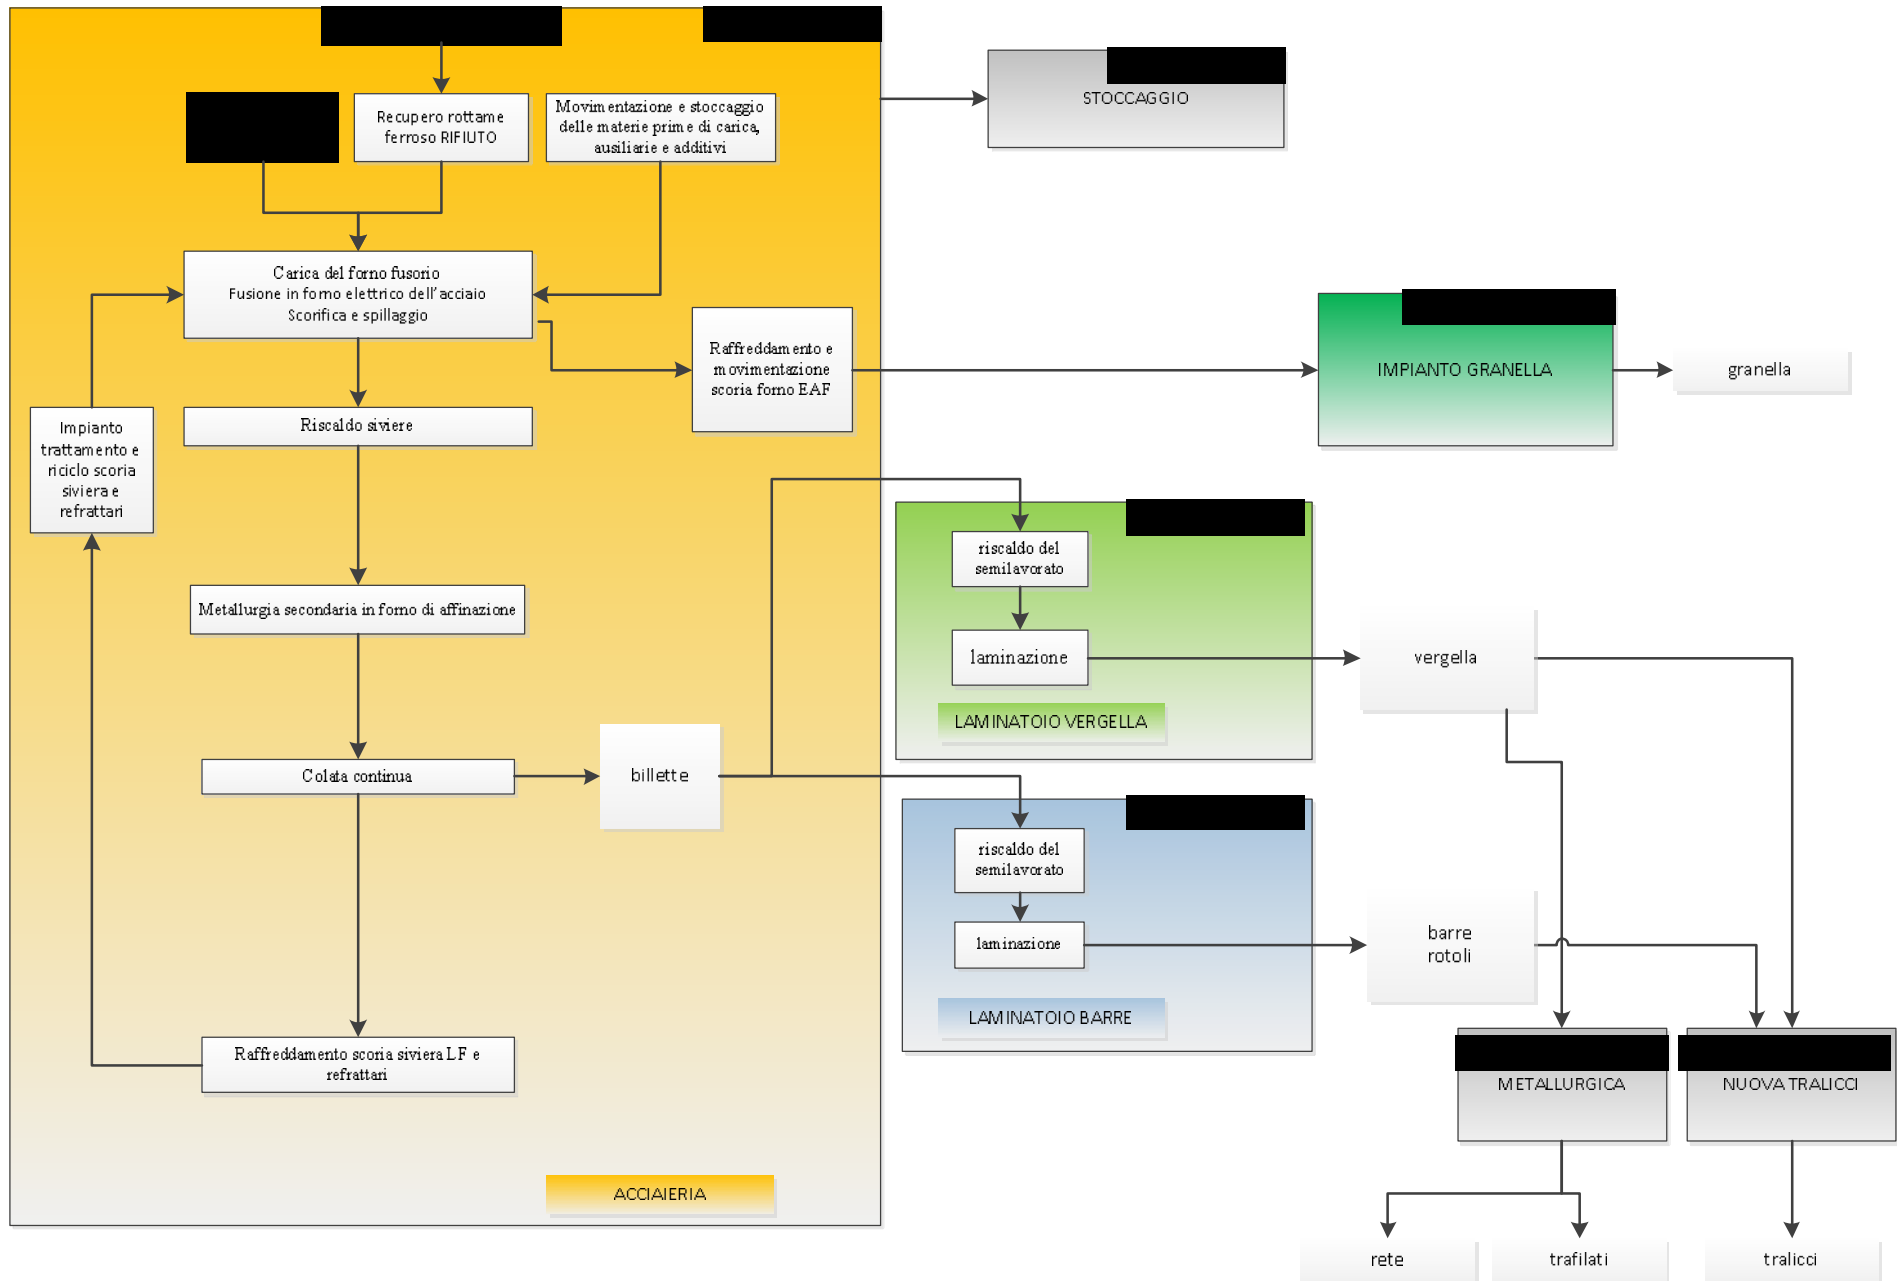 Recupero rottame
ferroso RIFIUTO
Movimentazione e stoccaggio
delle materie prime di carica,
ausiliarie e additivi
STOCCAGGIO
Carica del forno fusorio
Fusione in forno elettrico dell'acciaio
Scorifica e spillaggio
Raffreddamento e
movimentazione
scoria forno EAF
IMPIANTO GRANELLA
granella
Riscaldo siviere
Impianto
trattamento e
riciclo scoria
siviera e
refrattari
riscaldo del
semilavorato
laminazione
LAMINATOIO VERGELLA
vergella
Metallurgia secondaria in forno di affinazione
Colata continua
billette
riscaldo del
semilavorato
laminazione
LAMINATOIO BARRE
barre
rotoli
Raffreddamento scoria siviera LF e
refrattari
METALLURGICA
NUOVA TRALICCI
ACCIAIERIA
rete
trafilati
tralicci